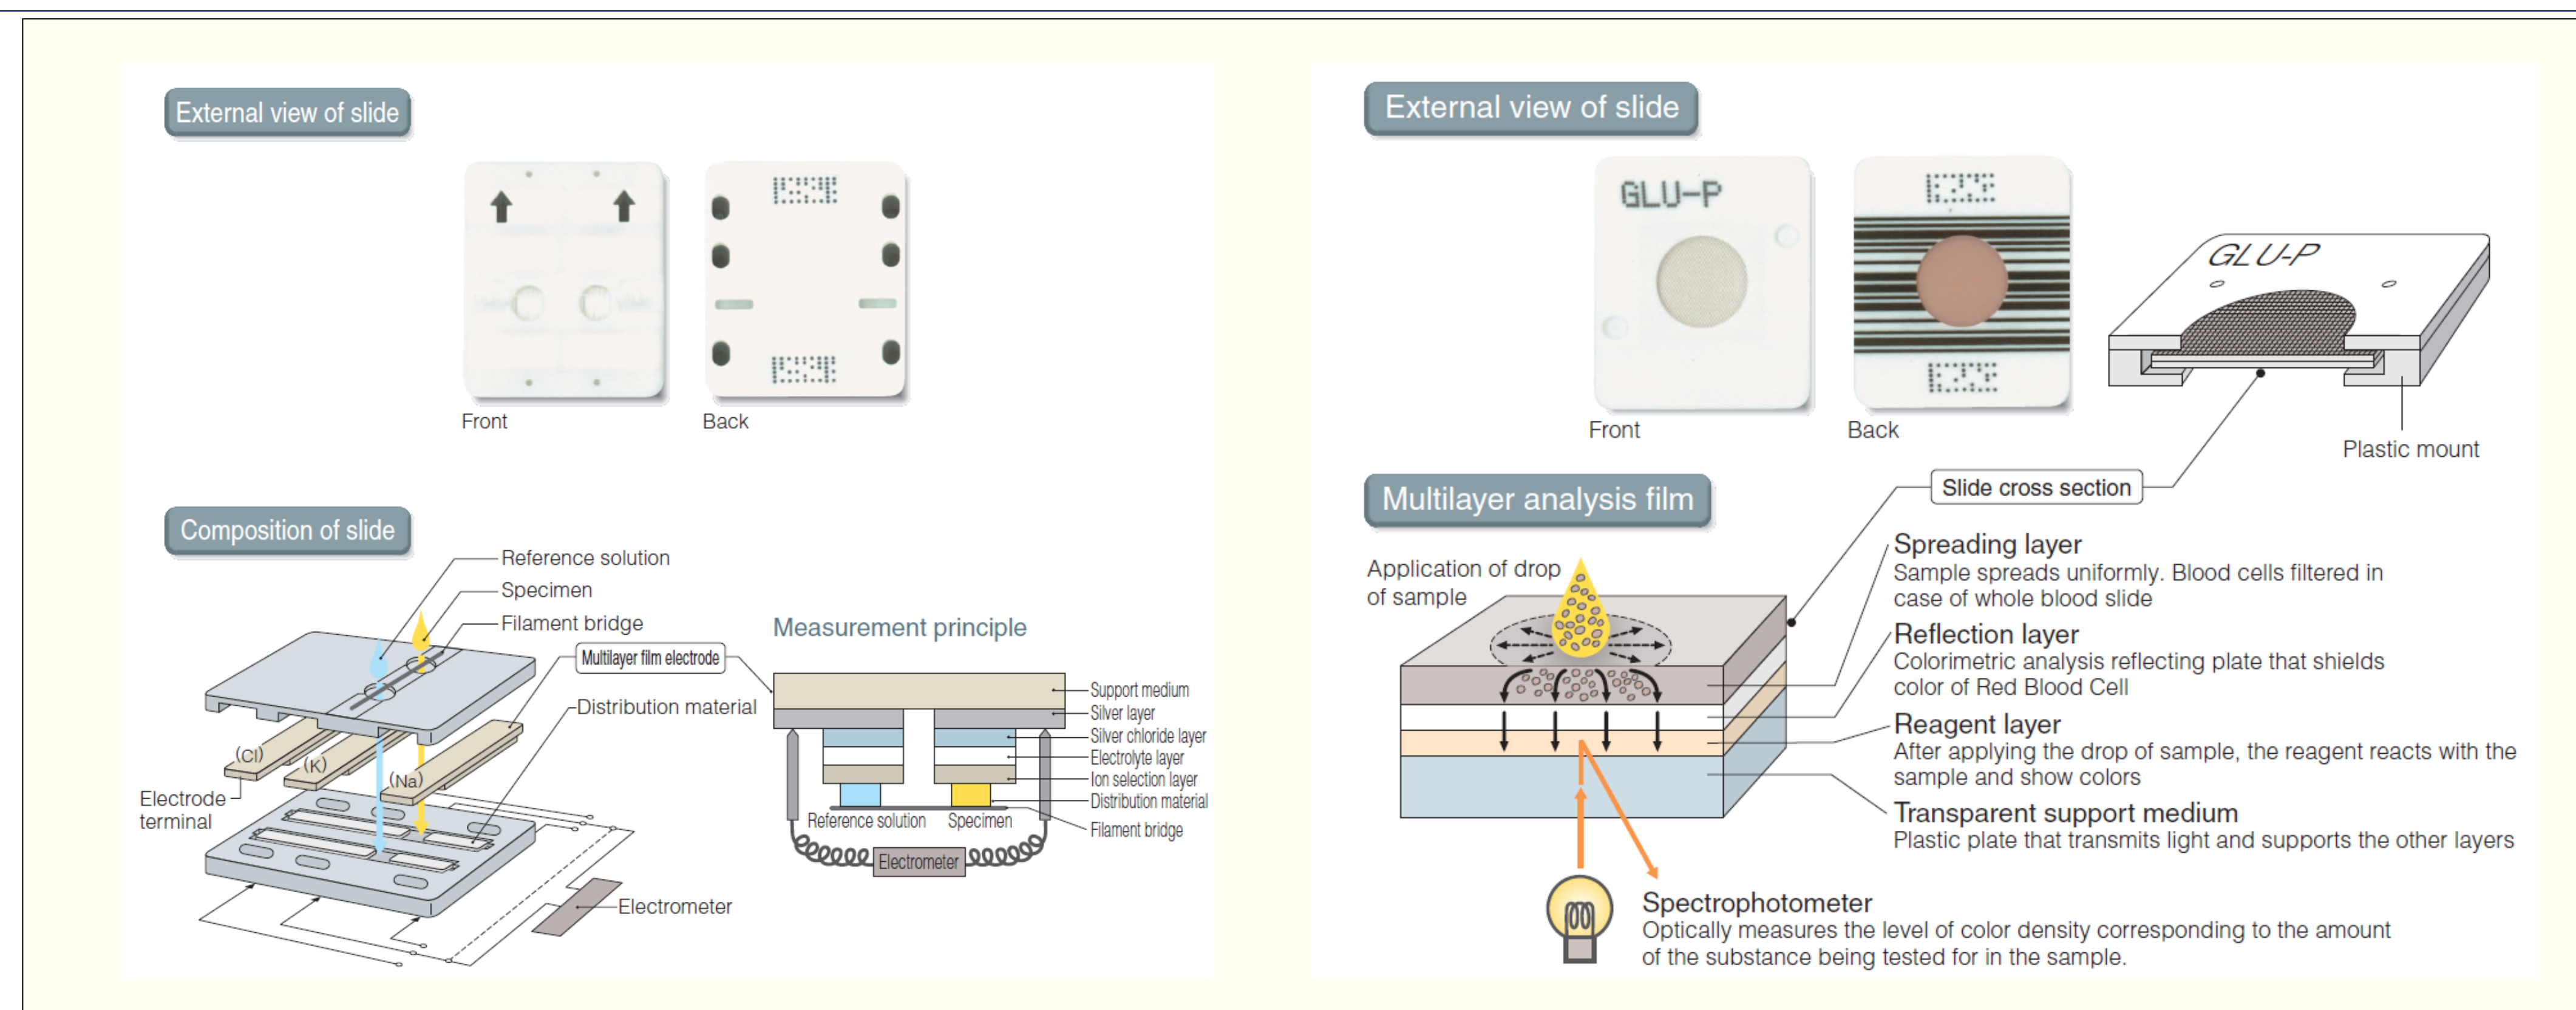 External view of slide
Front
Back
Composition of slide
Reference solution
Specimen
Filament bridge
Multilayer film electrode
Distribution material
(Cl)
(K)
(Na)
Electrode
terminal
Electrometer
Measurement principle
Support medium
Silver layer
Silver chloride layer
Electrolyte layer
Ion selection layer
Distribution material
Filament bridge
Reference solution
Specimen
Electrometer
External view of slide
GLU-P
Front
Back
GLU-P
Plastic mount
Slide cross section
Multilayer analysis film
Application of drop
of sample
Spreading layer
Sample spreads uniformly. Blood cells filtered in
case of whole blood slide
Reflection layer
Colorimetric analysis reflecting plate that shields
color of Red Blood Cell
Reagent layer
After applying the drop of sample, the reagent reacts with the
sample and show colors
Transparent support medium
Plastic plate that transmits light and supports the other layers
Spectrophotometer
Optically measures the level of color density corresponding to the amount
of the substance being tested for in the sample.